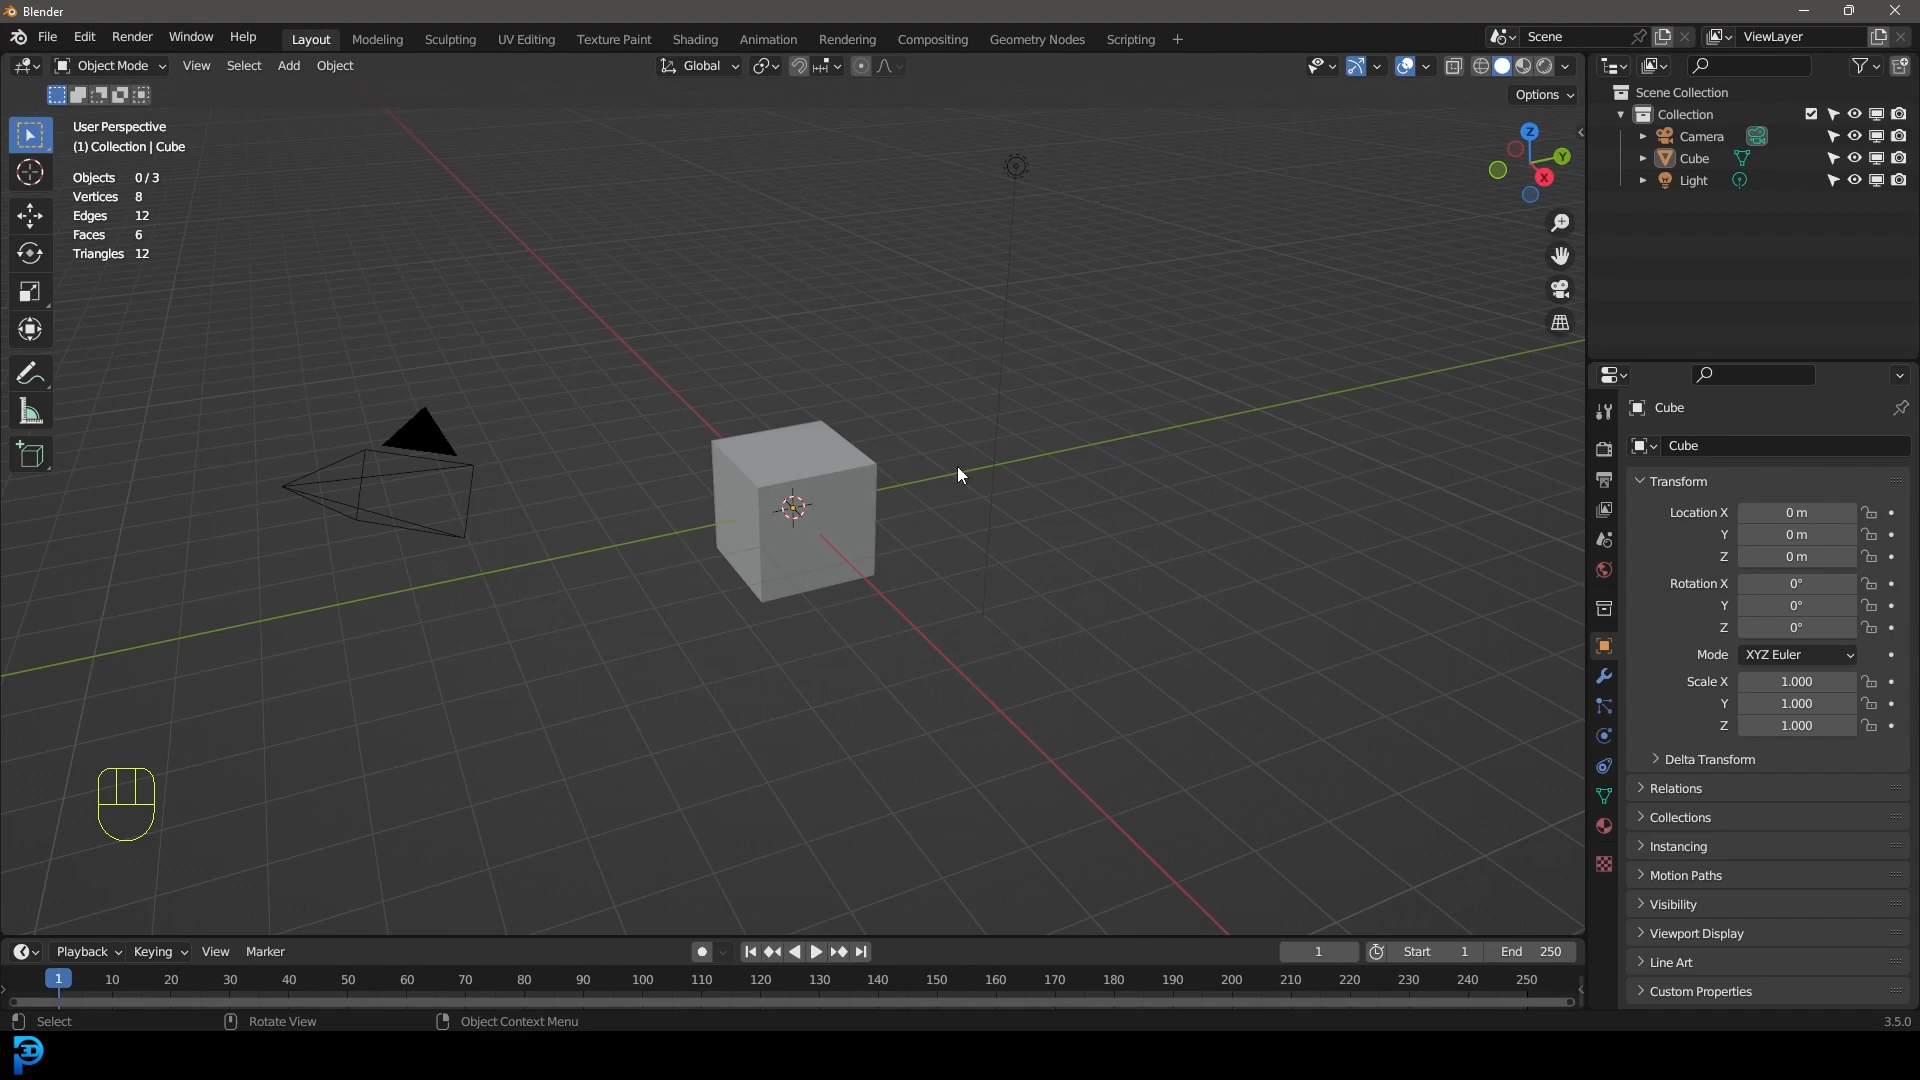 Blender
File Edit Render Window Help Layout Modeling Sculpting UV Editing Texture Paint Shading Animation Rendering Compositing Geometry Nodes Scripting + Scene ViewLayer
Object Mode View Select Add Object Global
Options
User Perspective
(1) Collection | Cube
Objects 0/3
Vertices 8
Edges 12
Faces 6
Triangles 12
Z
Y
X
Scene Collection
Collection
Camera
Cube
Light
Cube
Cube
Transform
Location X 0 m
Y 0 m
Z 0 m
Rotation X 0°
Y 0°
Z 0°
Mode XYZ Euler
Scale X 1.000
Y 1.000
Z 1.000
Delta Transform
Relations
Collections
Instancing
Motion Paths
Visibility
Viewport Display
Line Art
Custom Properties
Playback Keying View Marker 1 Start 1 End 250
1 10 20 30 40 50 60 70 80 90 100 110 120 130 140 150 160 170 180 190 200 210 220 230 240 250
Select Rotate View Object Context Menu 3.5.0
3D